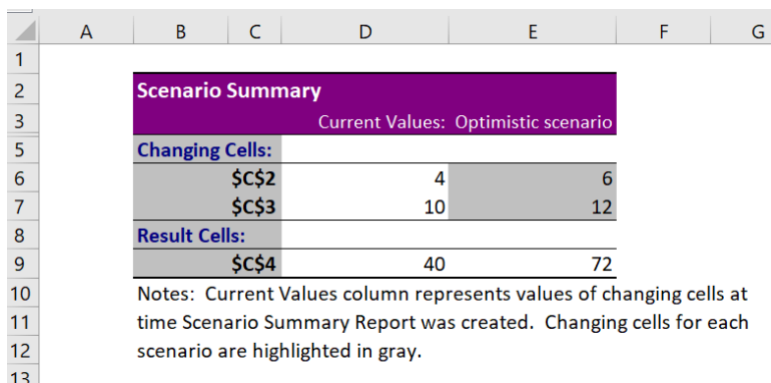 A B C D E F G
1
2 Scenario Summary
3 Current Values: Optimistic scenario
5 Changing Cells:
6 $C$2 4 6
7 $C$3 10 12
8 Result Cells:
9 $C$4 40 72
10 Notes: Current Values column represents values of changing cells at
11 time Scenario Summary Report was created. Changing cells for each
12 scenario are highlighted in gray.
13